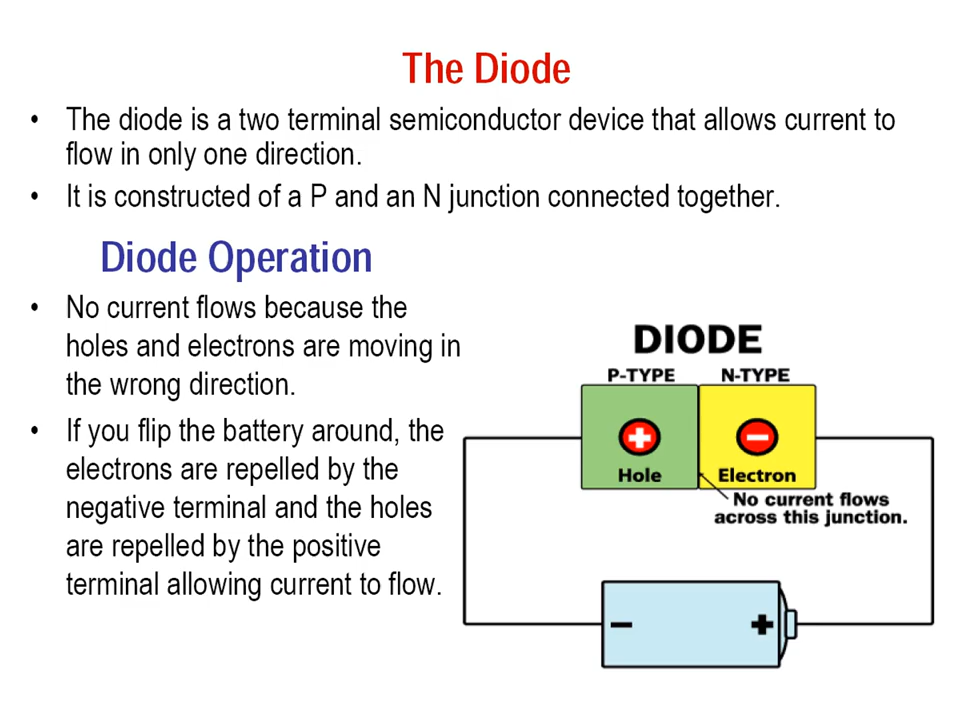 The Diode
• The diode is a two terminal semiconductor device that allows current to
flow in only one direction.
• It is constructed of a P and an N junction connected together.
Diode Operation
• No current flows because the
holes and electrons are moving in
the wrong direction.
• If you flip the battery around, the
electrons are repelled by the
negative terminal and the holes
are repelled by the positive
terminal allowing current to flow.
DIODE
P-TYPE N-TYPE
+ −
Hole Electron
No current flows
across this junction.
− +